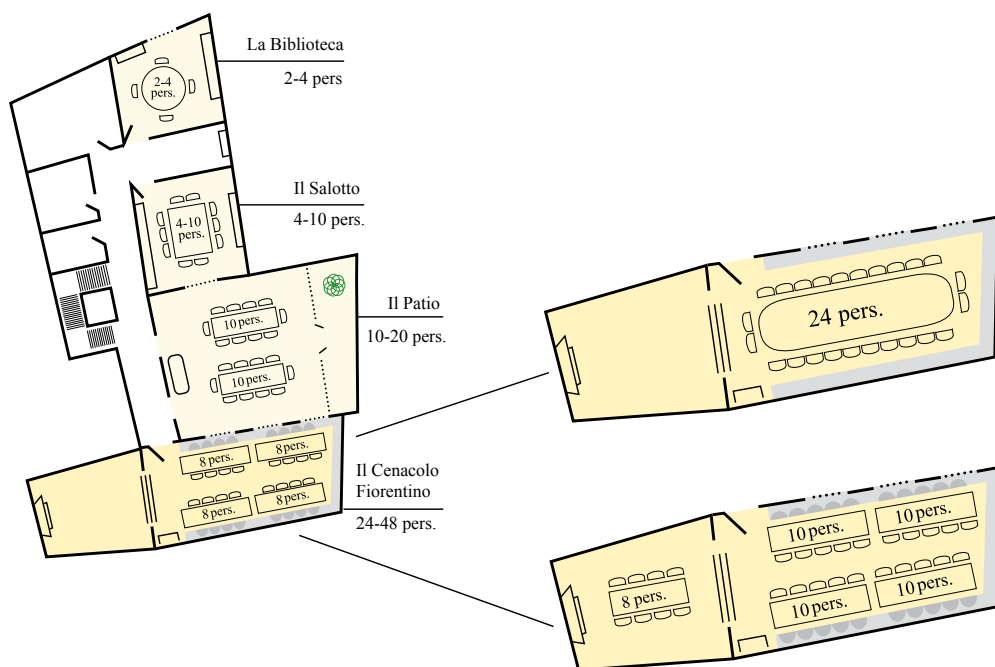 La Biblioteca
2-4 pers
2-4
pers.
Il Salotto
4-10 pers.
4-10
pers.
Il Patio
10-20 pers.
10 pers.
10 pers.
Il Cenacolo
Fiorentino
24-48 pers.
8 pers.
8 pers.
8 pers.
8 pers.
24 pers.
8 pers.
10 pers.
10 pers.
10 pers.
10 pers.